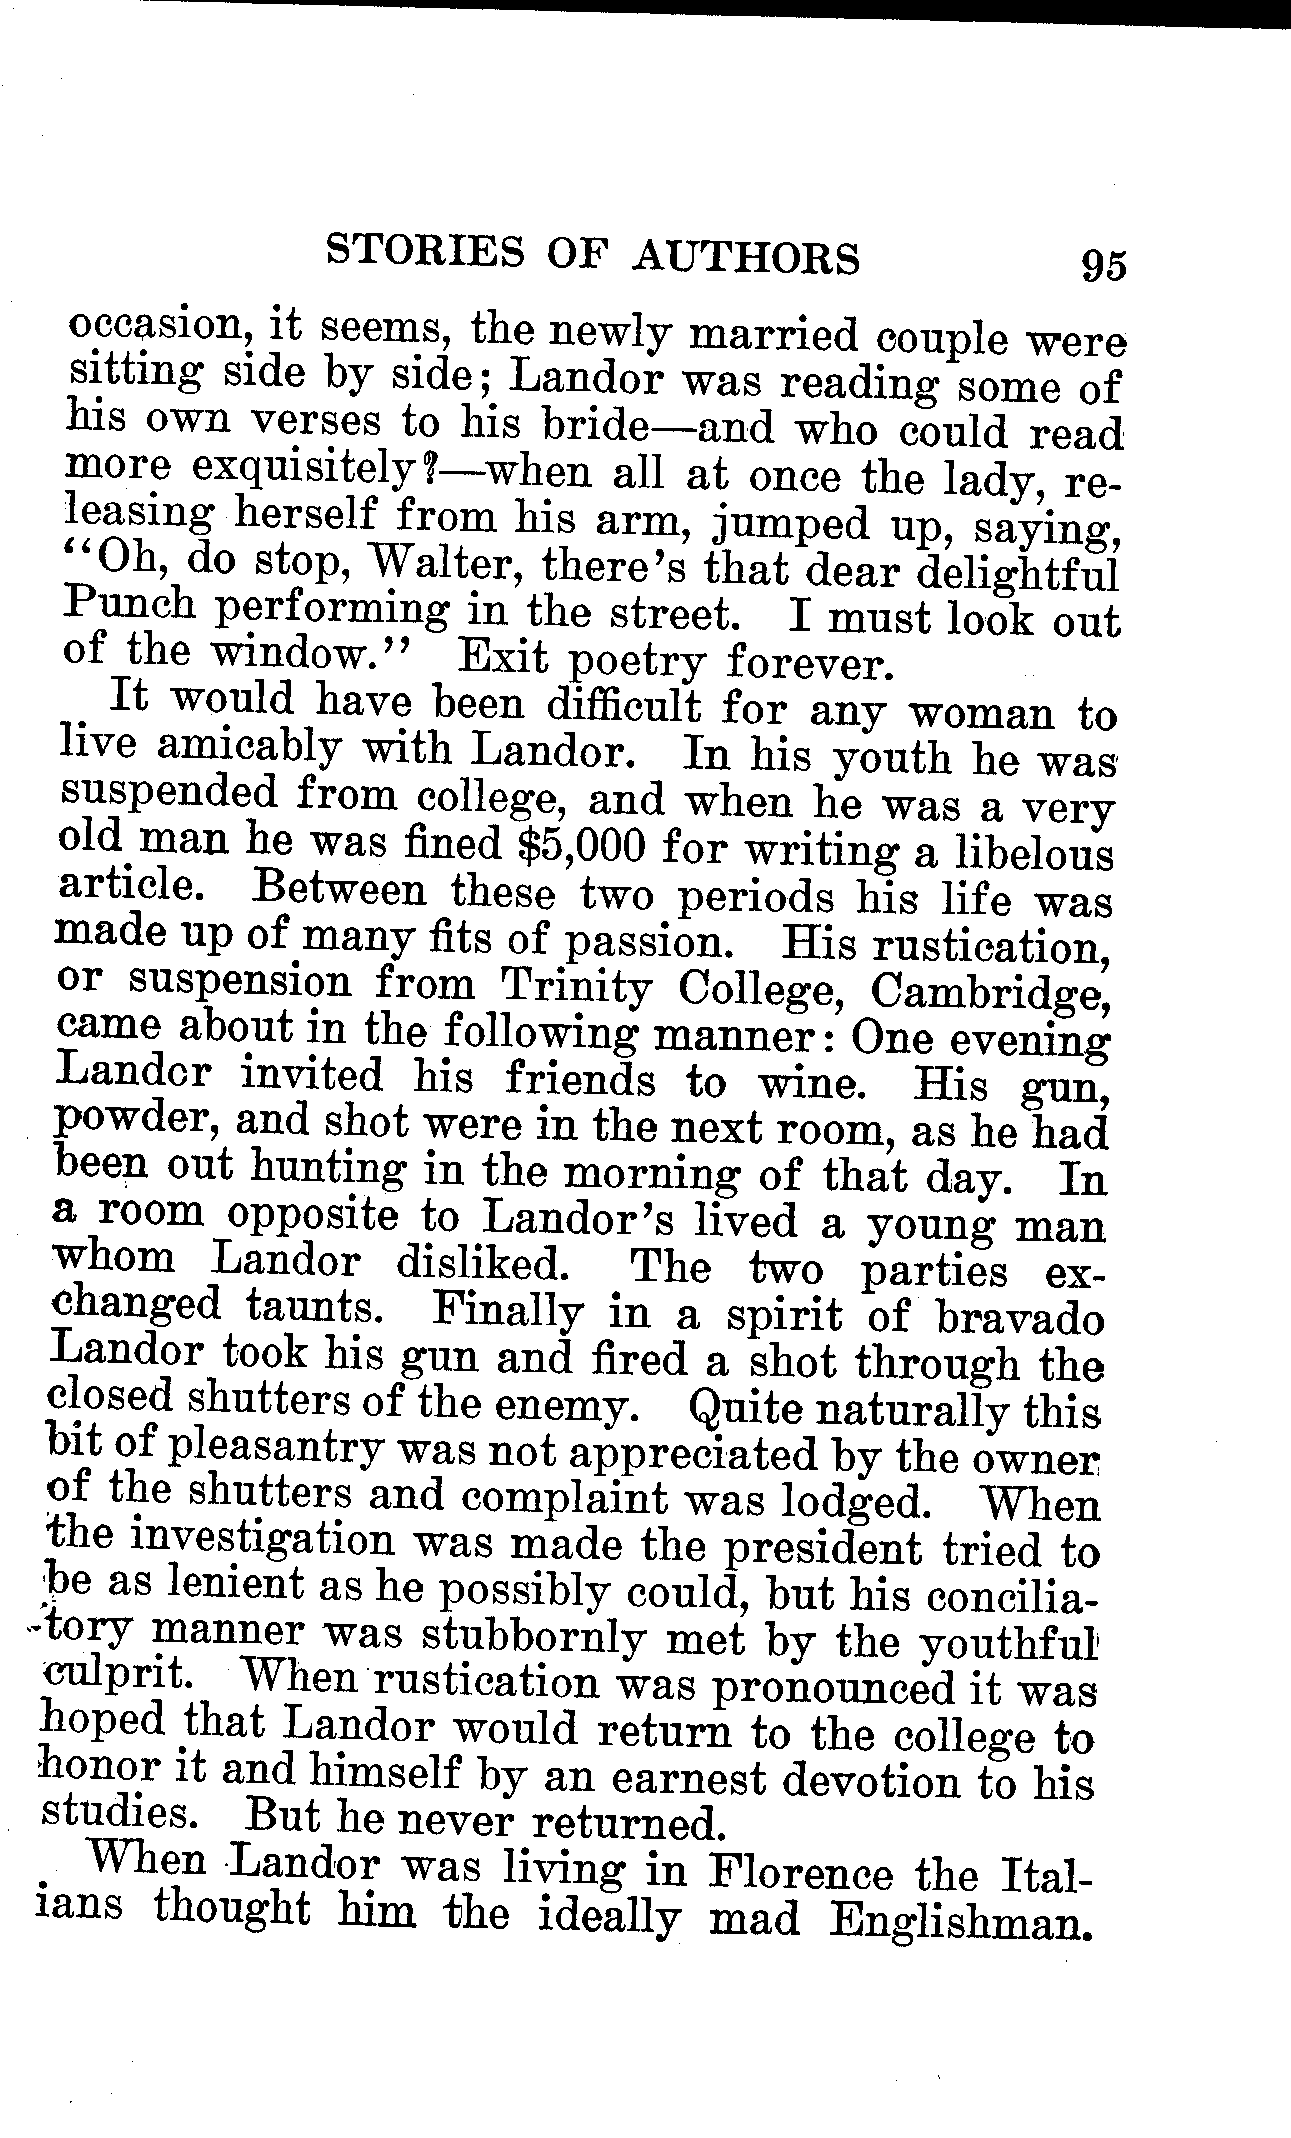 STORIES OF AUTHORS 95
occasion, it seems, the newly married couple were
sitting side by side; Landor was reading some of
his own verses to his bride—and who could read
more exquisitely?—when all at once the lady, re-
leasing herself from his arm, jumped up, saying,
"Oh, do stop, Walter, there's that dear delightful
Punch performing in the street. I must look out
of the window." Exit poetry forever.
It would have been difficult for any woman to
live amicably with Landor. In his youth he was
suspended from college, and when he was a very
old man he was fined $5,000 for writing a libelous
article. Between these two periods his life was
made up of many fits of passion. His rustication,
or suspension from Trinity College, Cambridge,
came about in the following manner: One evening
Landor invited his friends to wine. His gun,
powder, and shot were in the next room, as he had
been out hunting in the morning of that day. In
a room opposite to Landor's lived a young man
whom Landor disliked. The two parties ex-
changed taunts. Finally in a spirit of bravado
Landor took his gun and fired a shot through the
closed shutters of the enemy. Quite naturally this
bit of pleasantry was not appreciated by the owner
of the shutters and complaint was lodged. When
the investigation was made the president tried to
be as lenient as he possibly could, but his concilia-
tory manner was stubbornly met by the youthful
culprit. When rustication was pronounced it was
hoped that Landor would return to the college to
honor it and himself by an earnest devotion to his
studies. But he never returned.
When Landor was living in Florence the Ital-
ians thought him the ideally mad Englishman.